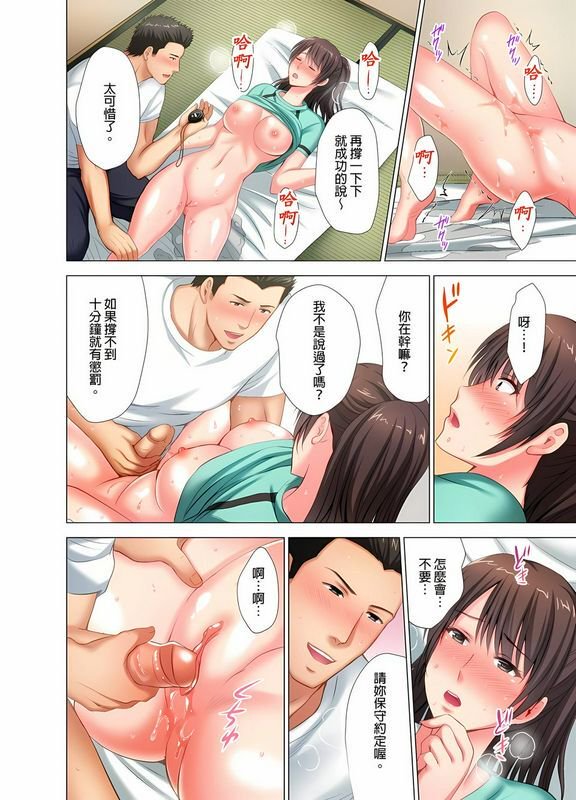 哈…
啊…
啊…
哈—
哈—
哈啊—
哈啊—
再撐一下下
就成功的說～
太可惜了。
呀…!
你在幹嘛？
我不是說過了嗎？
如果撐不到
十分鐘就有懲罰。
怎麼會…
不要…
請妳保守約定喔。
啊…啊…